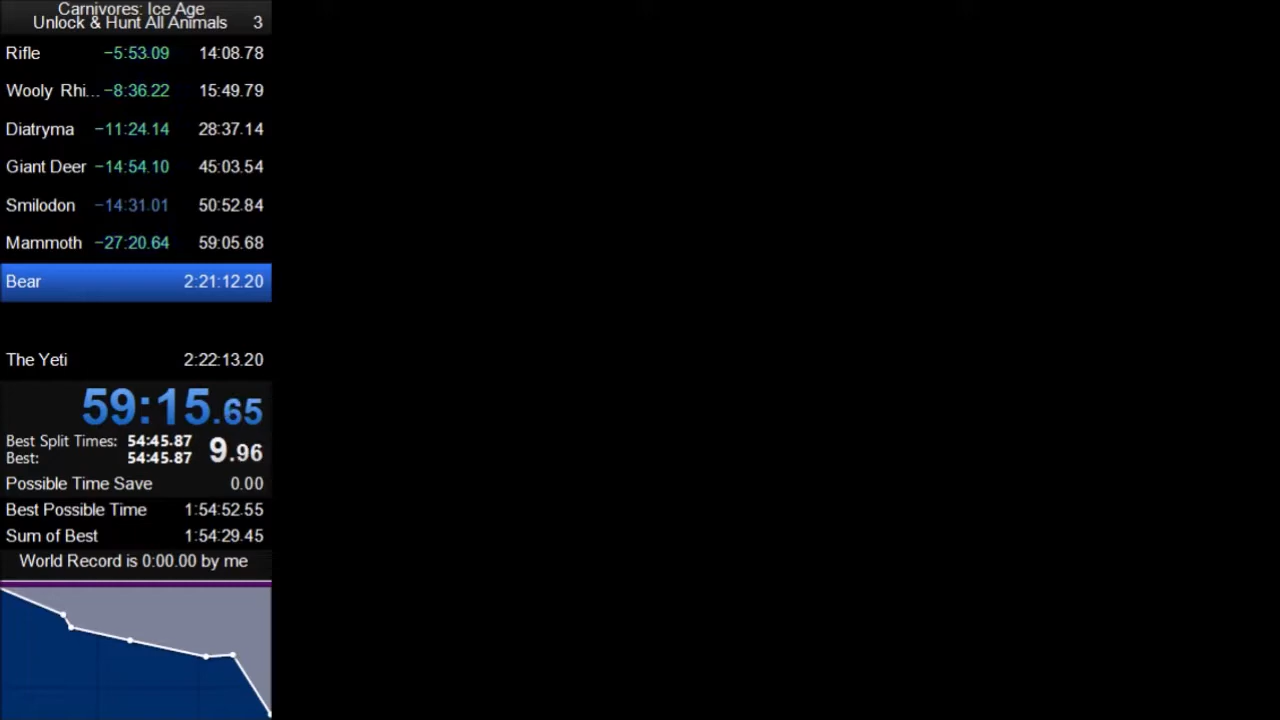 Carnivores: Ice Age
Unlock & Hunt All Animals 3
Rifle −5:53.09 14:08.78
Wooly Rhi... −8:36.22 15:49.79
Diatryma −11:24.14 28:37.14
Giant Deer −14:54.10 45:03.54
Smilodon −14:31.01 50:52.84
Mammoth −27:20.64 59:05.68
Bear 2:21:12.20
The Yeti 2:22:13.20
59:15.65
Best Split Times: 54:45.87
Best: 54:45.87 9.96
Possible Time Save 0.00
Best Possible Time 1:54:52.55
Sum of Best 1:54:29.45
World Record is 0:00.00 by me